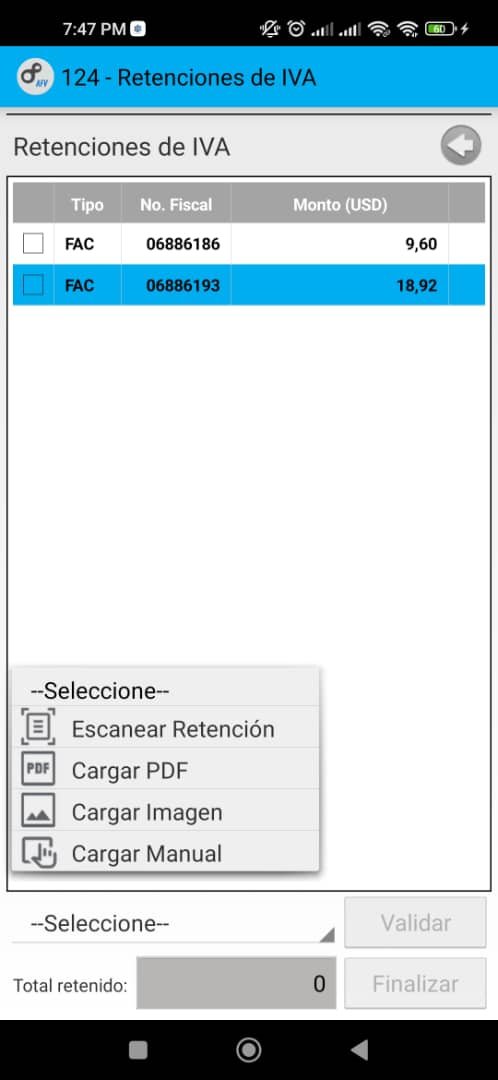 7:47 PM
60
AFV
124 - Retenciones de IVA
Retenciones de IVA
Tipo No. Fiscal Monto (USD)
FAC 06886186 9,60
FAC 06886193 18,92
--Seleccione--
Escanear Retención
PDF Cargar PDF
Cargar Imagen
Cargar Manual
--Seleccione-- Validar
Total retenido: 0 Finalizar